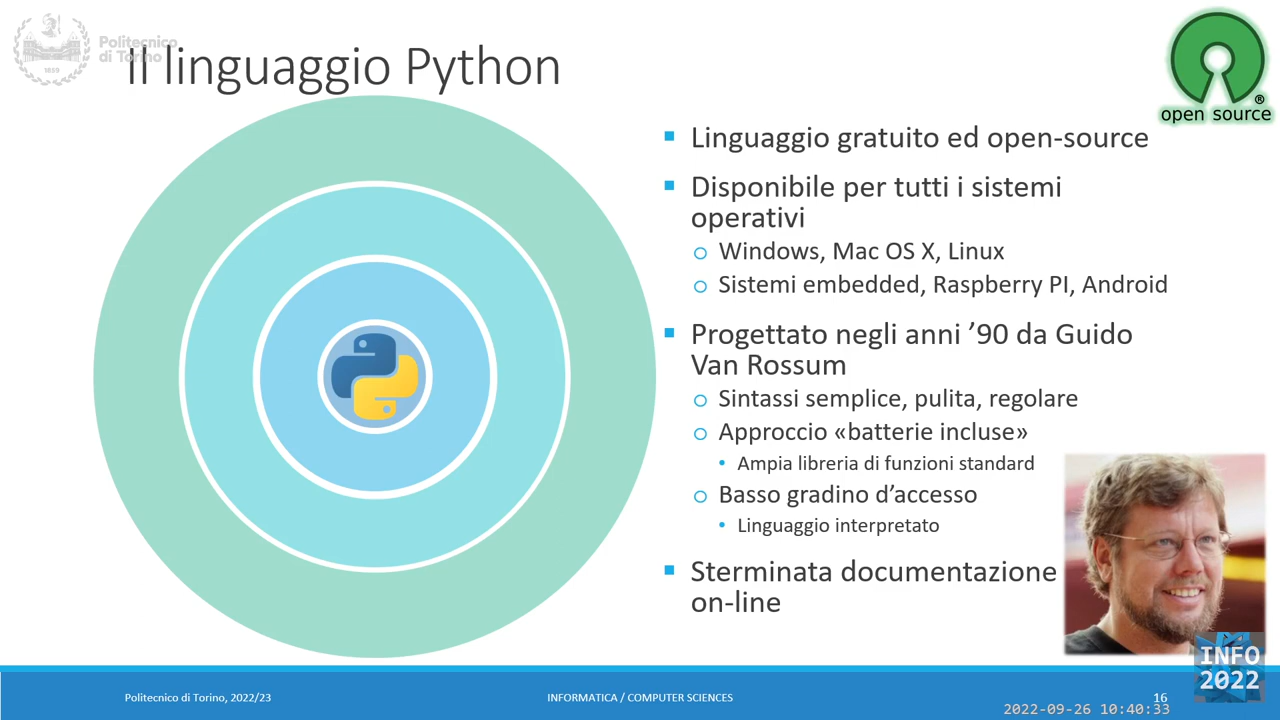 Politecnico
di Torino
1859
Il linguaggio Python
open source
®
▪ Linguaggio gratuito ed open-source
▪ Disponibile per tutti i sistemi
operativi
o Windows, Mac OS X, Linux
o Sistemi embedded, Raspberry PI, Android
▪ Progettato negli anni ’90 da Guido
Van Rossum
o Sintassi semplice, pulita, regolare
o Approccio «batterie incluse»
• Ampia libreria di funzioni standard
o Basso gradino d’accesso
• Linguaggio interpretato
▪ Sterminata documentazione
on-line
INFO
2022
Politecnico di Torino, 2022/23
INFORMATICA / COMPUTER SCIENCES
16
2022-09-26 10:40:33